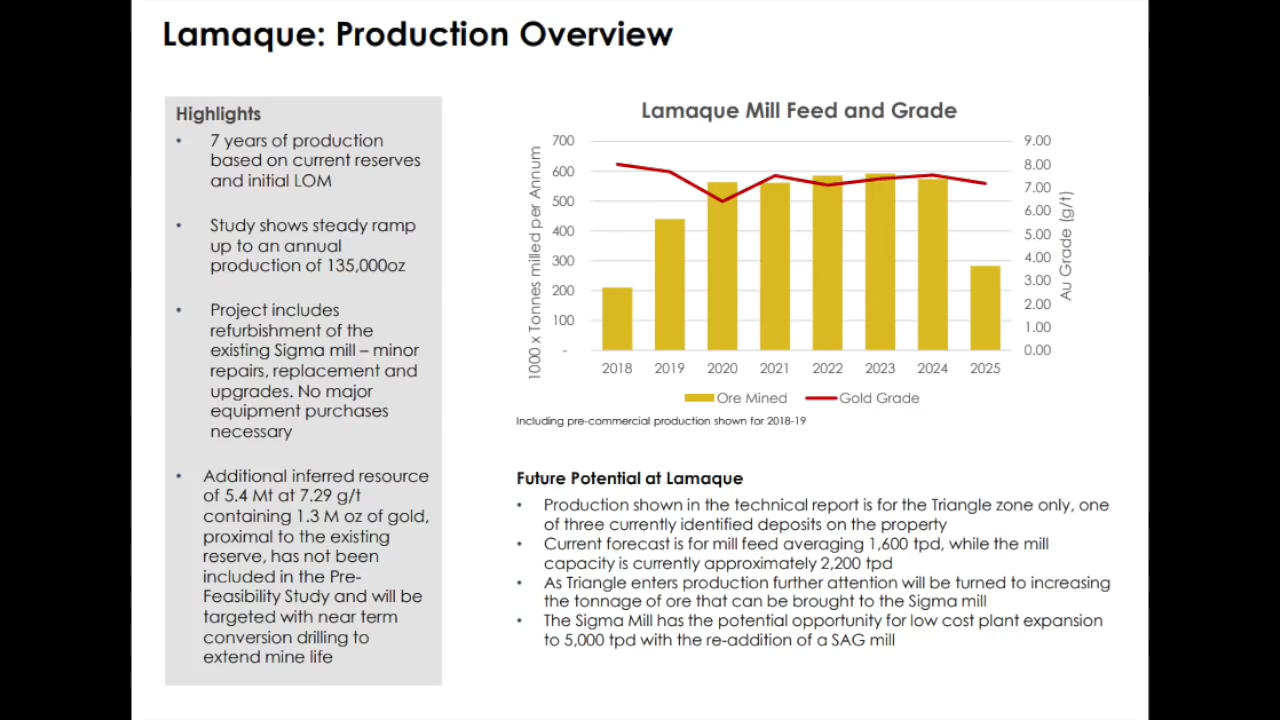 Lamaque: Production Overview
Highlights
• 7 years of production
based on current reserves
and initial LOM
• Study shows steady ramp
up to an annual
production of 135,000oz
• Project includes
refurbishment of the
existing Sigma mill – minor
repairs, replacement and
upgrades. No major
equipment purchases
necessary
• Additional inferred resource
of 5.4 Mt at 7.29 g/t
containing 1.3 M oz of gold,
proximal to the existing
reserve, has not been
included in the Pre-
Feasibility Study and will be
targeted with near term
conversion drilling to
extend mine life
Lamaque Mill Feed and Grade
1000 x Tonnes milled per Annum
700
600
500
400
300
200
100
-
9.00
8.00
7.00
6.00
5.00
4.00
3.00
2.00
1.00
0.00
Au Grade (g/t)
2018 2019 2020 2021 2022 2023 2024 2025
Ore Mined Gold Grade
Including pre-commercial production shown for 2018-19
Future Potential at Lamaque
• Production shown in the technical report is for the Triangle zone only, one
of three currently identified deposits on the property
• Current forecast is for mill feed averaging 1,600 tpd, while the mill
capacity is currently approximately 2,200 tpd
• As Triangle enters production further attention will be turned to increasing
the tonnage of ore that can be brought to the Sigma mill
• The Sigma Mill has the potential opportunity for low cost plant expansion
to 5,000 tpd with the re-addition of a SAG mill